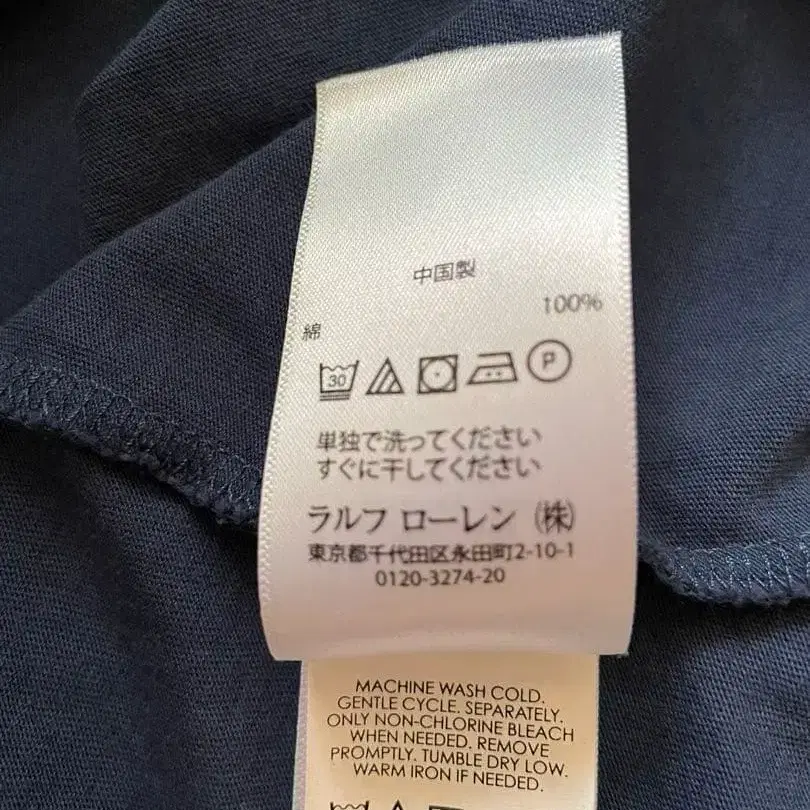 中国製
綿 100%
30 P
単独で洗ってください
すぐに干してください
ラルフ ローレン ㈱
東京都千代田区永田町2-10-1
0120-3274-20
MACHINE WASH COLD.
GENTLE CYCLE. SEPARATELY.
ONLY NON-CHLORINE BLEACH
WHEN NEEDED. REMOVE
PROMPTLY. TUMBLE DRY LOW.
WARM IRON IF NEEDED.